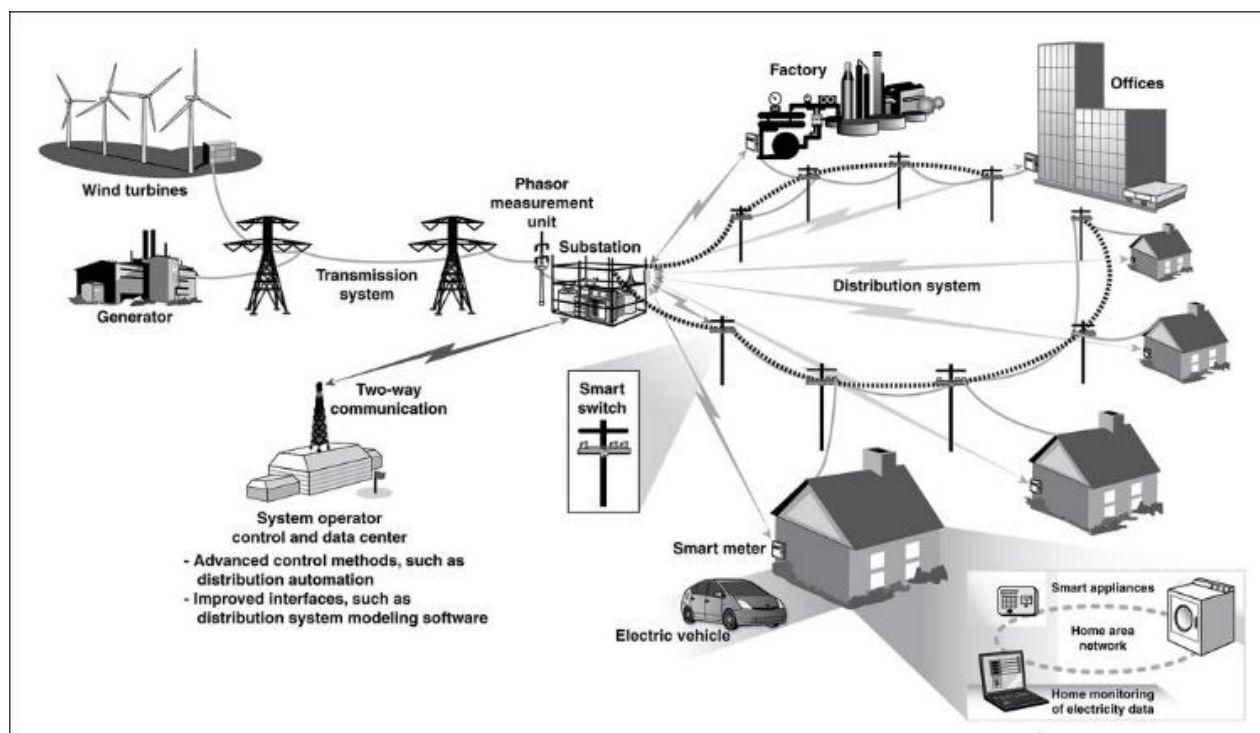 Factory
Offices
Wind turbines
Phasor
measurement
unit
Substation
Transmission
system
Generator
Distribution system
Two-way
communication
Smart
switch
System operator
control and data center
- Advanced control methods, such as
distribution automation
- Improved interfaces, such as
distribution system modeling software
Smart meter
Electric vehicle
Smart appliances
Home area
network
Home monitoring
of electricity data